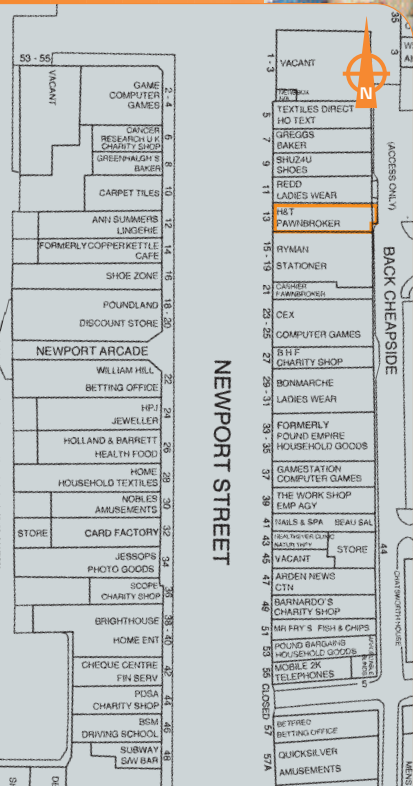 53 - 55
VACANT
GAME
COMPUTER
GAMES
2-4
CANCER
RESEARCH U K
CHARITY SHOP
6
GREENHALGH'S
BAKER
8
CARPET TILES
10
ANN SUMMERS
LINGERIE
12
FORMERLY COPPER KETTLE
CAFE
14
SHOE ZONE
16
POUNDLAND
DISCOUNT STORE
18 - 20
NEWPORT ARCADE
WILLIAM HILL
BETTING OFFICE
22
HPJ
JEWELLER
24
HOLLAND & BARRETT
HEALTH FOOD
26
HOME
HOUSEHOLD TEXTILES
28
NOBLES
AMUSEMENTS
30
STORE
CARD FACTORY
32
JESSOPS
PHOTO GOODS
34
SCOPE
CHARITY SHOP
36
BRIGHTHOUSE
38
HOME ENT
40
CHEQUE CENTRE
FIN SERV
42
PDSA
CHARITY SHOP
44
BSM
DRIVING SCHOOL
46
SUBWAY
S/W BAR
48
NEWPORT STREET
1 - 3
VACANT
5
TEXTILES DIRECT
HO TEXT
7
GREGGS
BAKER
9
SHUZ4U
SHOES
11
REDD
LADIES WEAR
13
H&T
PAWNBROKER
15 - 19
RYMAN
STATIONER
21
CASHIER
PAWNBROKER
23 - 25
CEX
COMPUTER GAMES
27
B H F
CHARITY SHOP
29 - 31
BONMARCHE
LADIES WEAR
33 - 35
FORMERLY
POUND EMPIRE
HOUSEHOLD GOODS
37
GAMESTATION
COMPUTER GAMES
39
THE WORK SHOP
EMP AGY
41
NAILS & SPA BEAU SAL
43
STORE
45
VACANT
47
ARDEN NEWS
CTN
49
BARNARDO'S
CHARITY SHOP
51
MR FRY'S FISH & CHIPS
53
POUND BARGAINS
HOUSEHOLD GOODS
55
MOBILE 2K
TELEPHONES
CLOSED
57
BETFRED
BETTING OFFICE
57A
QUICKSILVER
AMUSEMENTS
N
35
3
(ACCESS ONLY)
BACK CHEAPSIDE
44
CHATSWORTH HOUSE